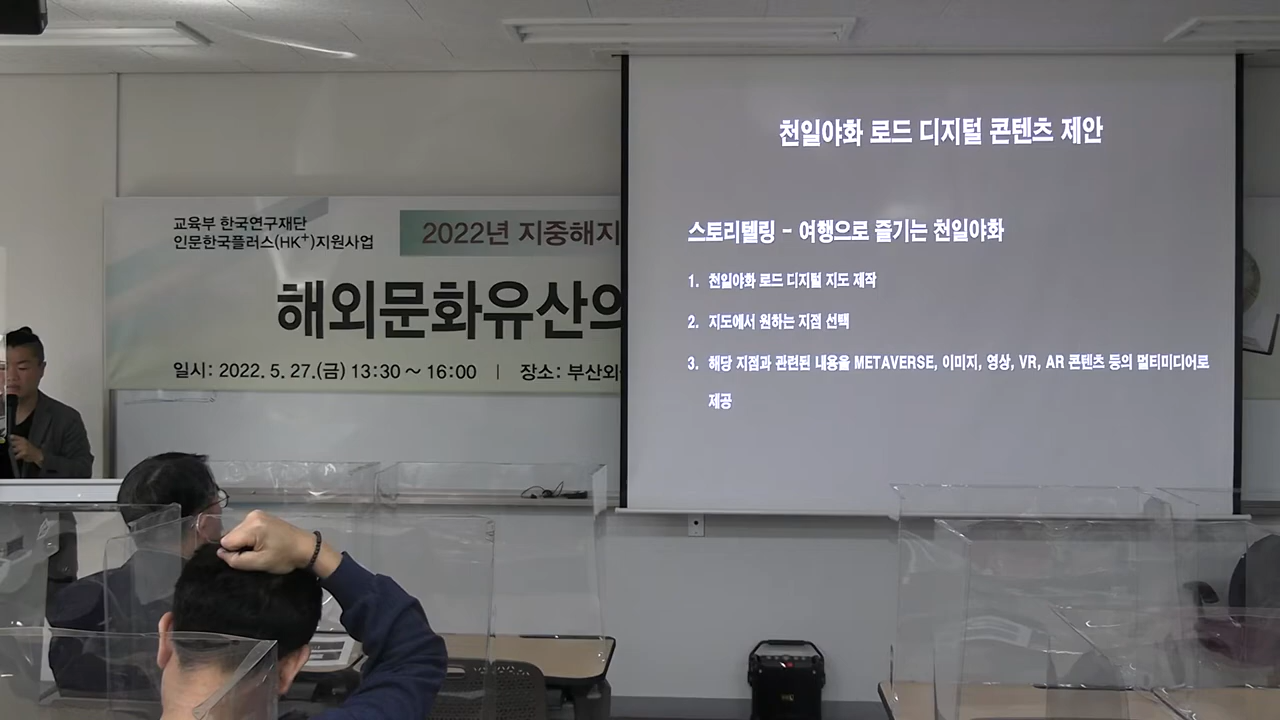 교육부 한국연구재단
인문한국플러스(HK+)지원사업
2022년 지중해지
해외문화유산의
일시: 2022. 5. 27.(금) 13:30 ~ 16:00 | 장소: 부산외
천일야화 로드 디지털 콘텐츠 제안
스토리텔링 - 여행으로 즐기는 천일야화
1. 천일야화 로드 디지털 지도 제작
2. 지도에서 원하는 지점 선택
3. 해당 지점과 관련된 내용을 METAVERSE, 이미지, 영상, VR, AR 콘텐츠 등의 멀티미디어로
제공